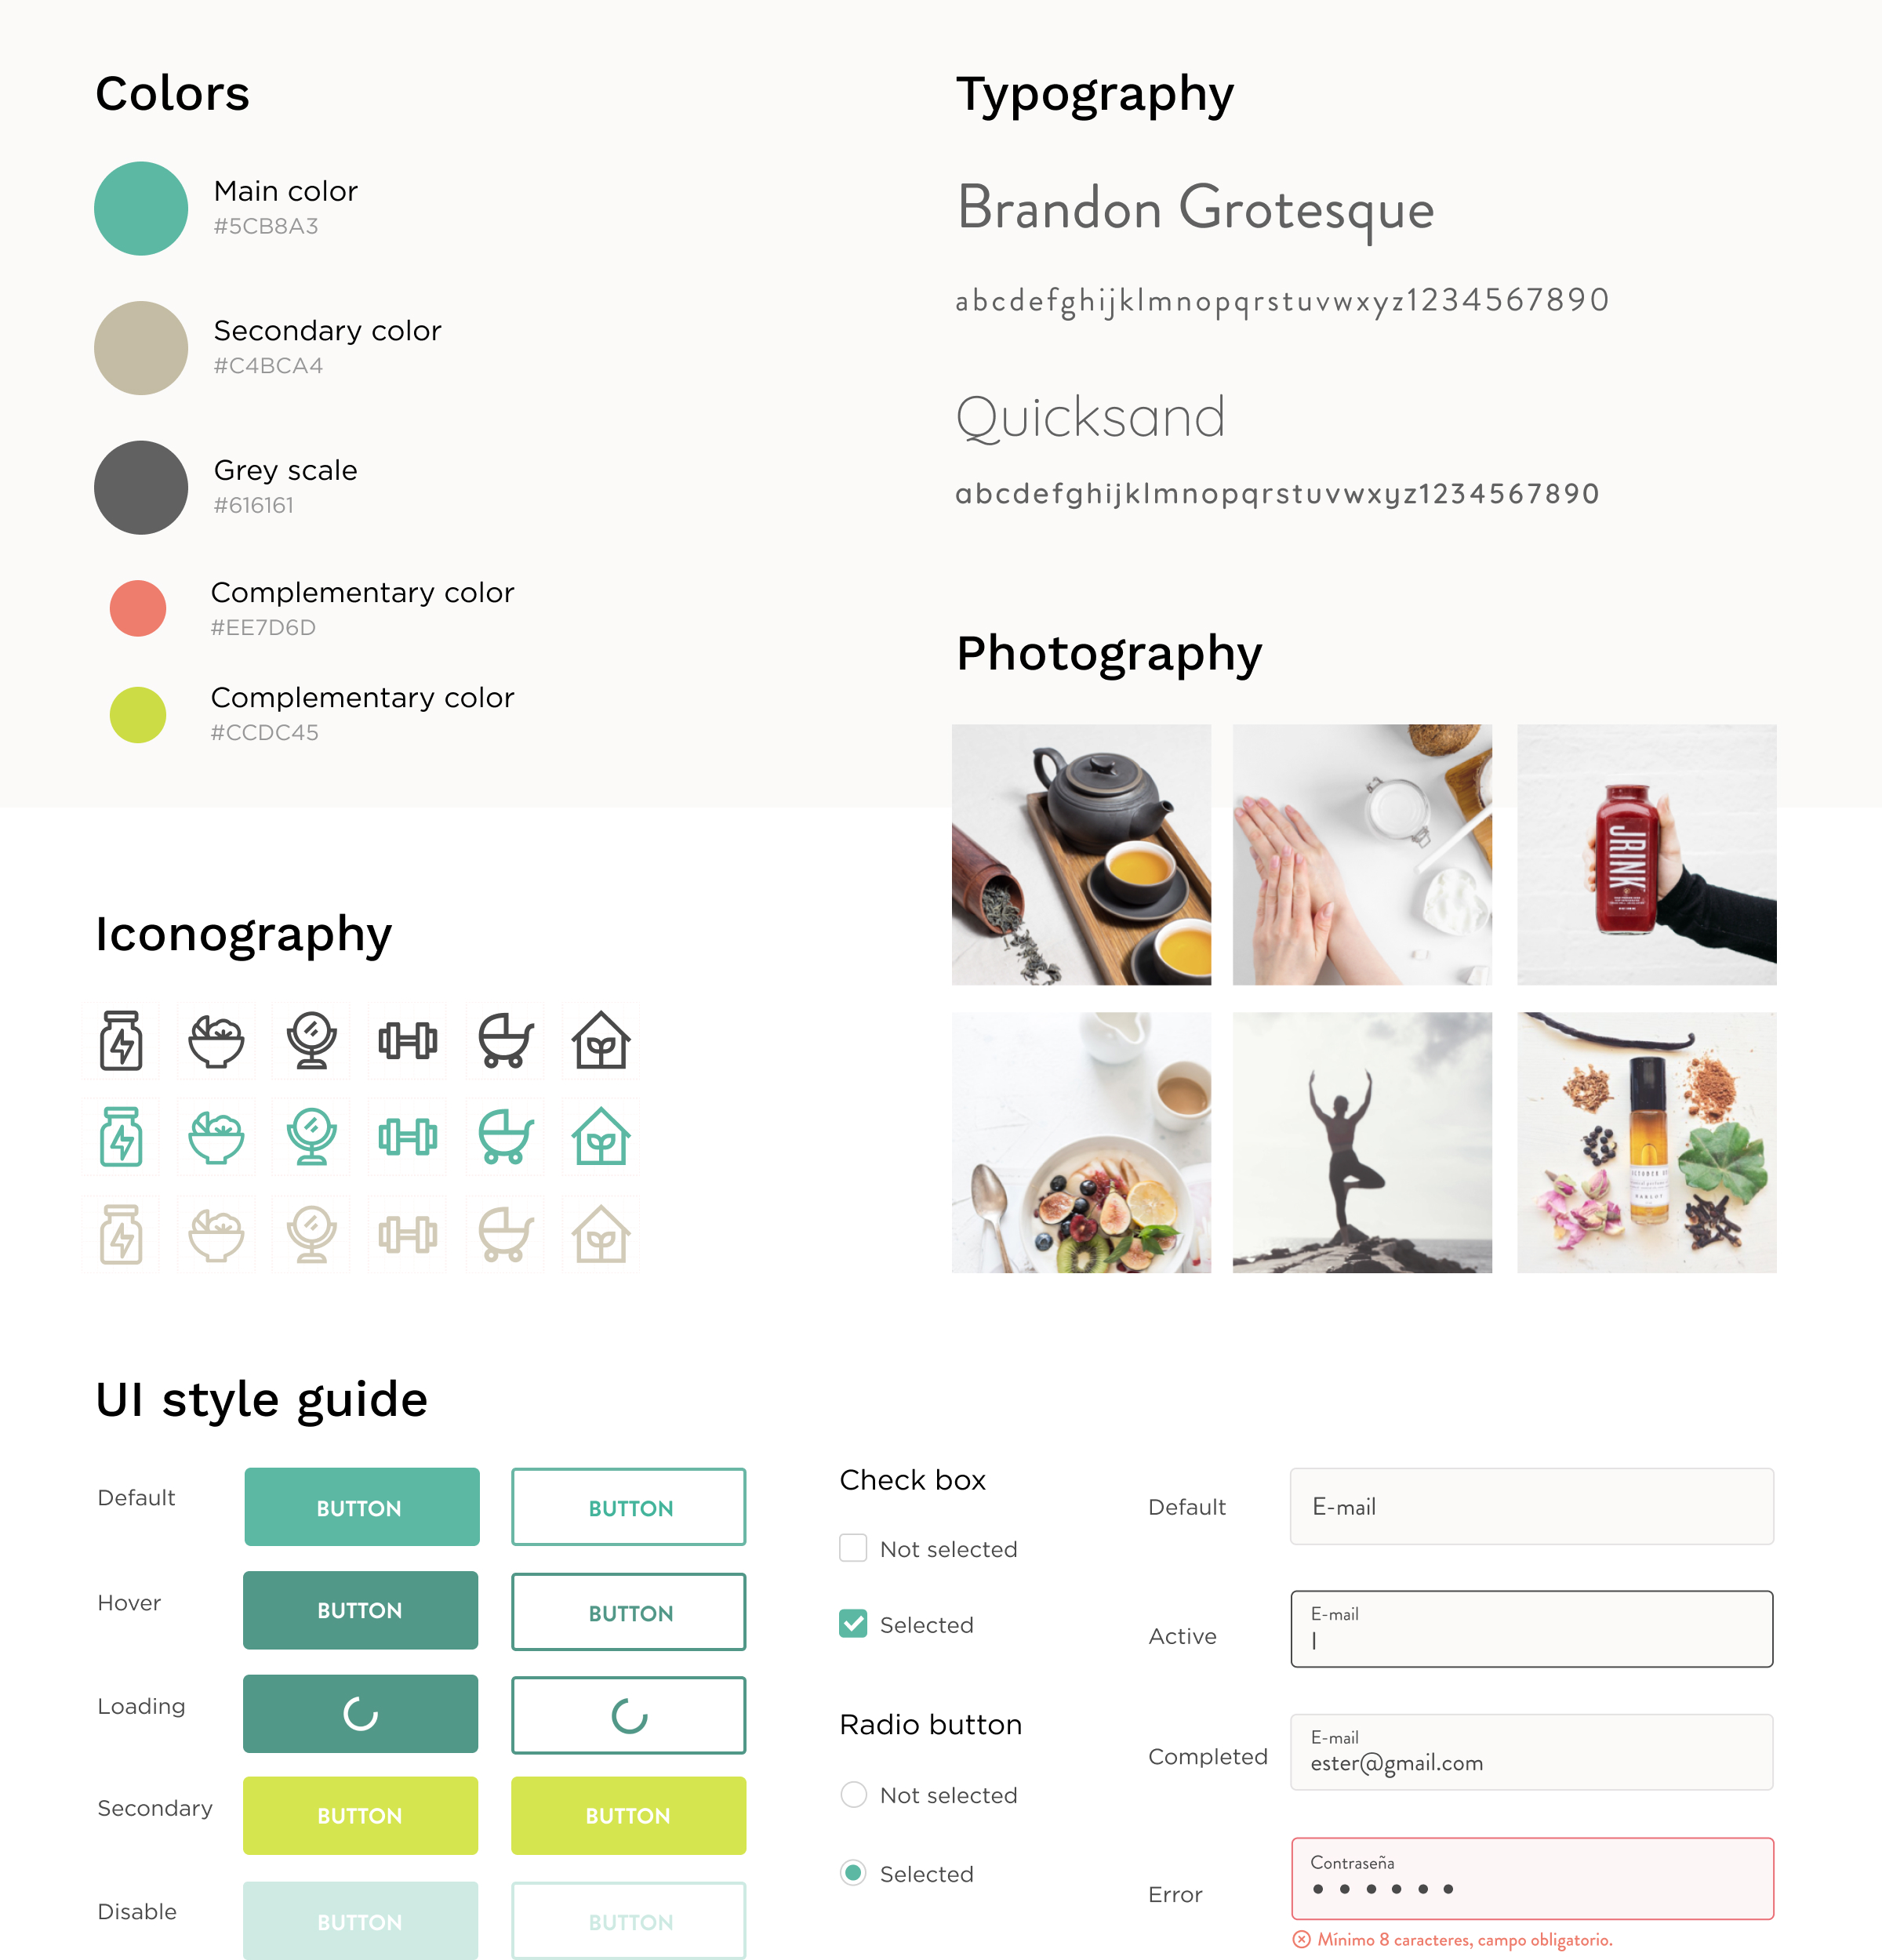 Colors
Main color
#5CB8A3
Secondary color
#C4BCA4
Grey scale
#616161
Complementary color
#EE7D6D
Complementary color
#CCDC45
Typography
Brandon Grotesque
abcdefghijklmnopqrstuvwxyz1234567890
Quicksand
abcdefghijklmnopqrstuvwxyz1234567890
Photography
JRINK
Iconography
UI style guide
Default
BUTTON
BUTTON
Hover
BUTTON
BUTTON
Loading
Secondary
BUTTON
BUTTON
Disable
BUTTON
BUTTON
Check box
Not selected
Selected
Radio button
Not selected
Selected
Default
E-mail
Active
E-mail
Completed
E-mail
ester@gmail.com
Error
Contraseña
Mínimo 8 caracteres, campo obligatorio.